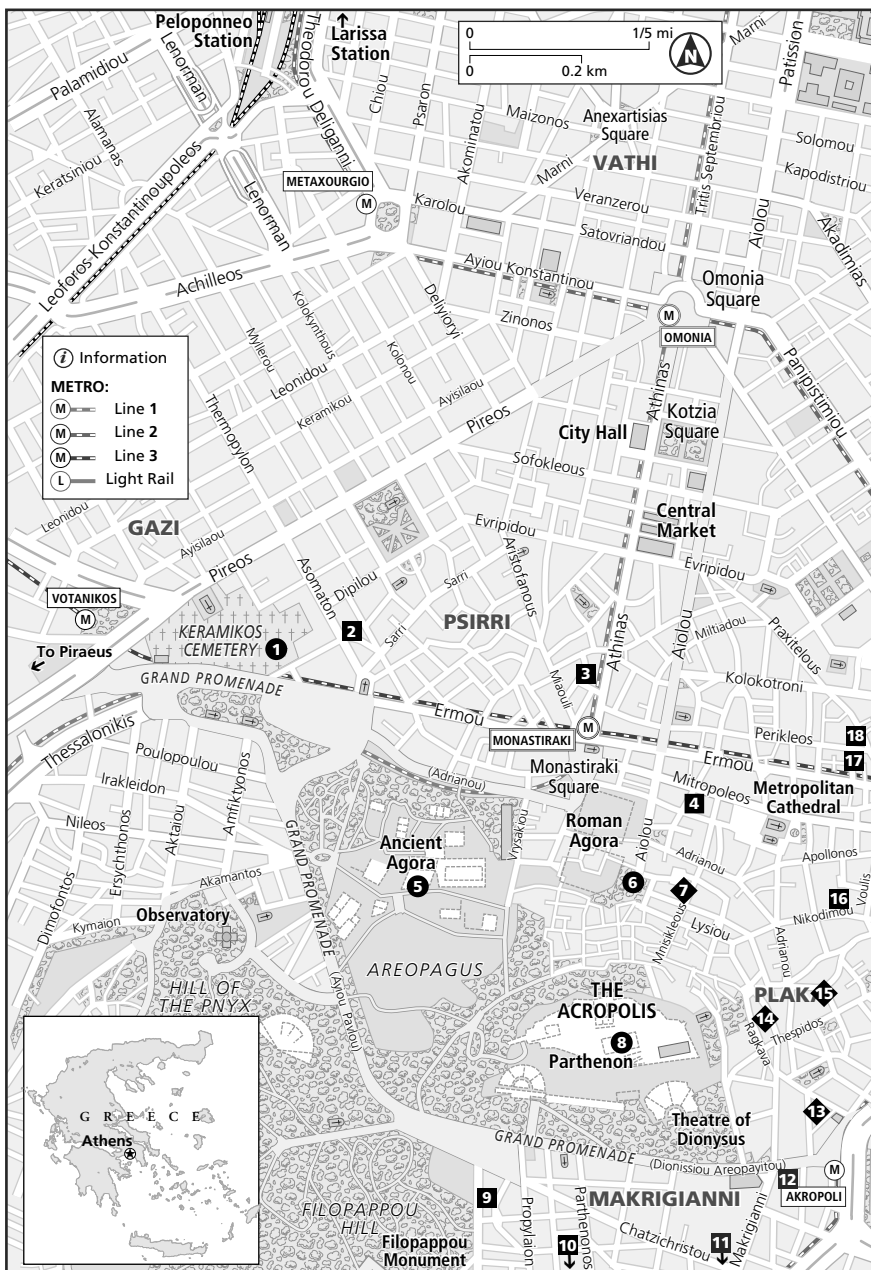 Peloponneo
Station
Larissa
Station
Theodorou Deligianni
Lenorman
Palamidiou
Alamanas
Keratsiniou
Leoforos Konstantinoupoleos
Lenorman
METAXOURGIO
M
Chiou
Psaron
Akominatou
Maizonos
Marni
Karolou
0 1/5 mi
0 0.2 km
N
Anexartisias
Square
VATHI
Marni
Patission
Tritis Septemvriou
Solomou
Kapodistriou
Veranzerou
Satovriandou
Aiolou
Akadimias
Achilleos
Ayiou Konstantinou
Omonia
Square
M
OMONIA
Zinonos
Deliyioryi
Kolokynthous
Myllerou
Kolonou
Leonidou
Keramikou
Ayisilaou
Pireos
Thermopylon
Panipistimiou
Athinas
Kotzia
Square
City Hall
Sofokleous
Central
Market
i Information
METRO:
M Line 1
M Line 2
M Line 3
L Light Rail
Leonidou
GAZI
Ayisilaou
Pireos
Evripidou
Evripidou
Aristofanous
Asomaton
Dipilou
Sarri
Sarri
PSIRRI
VOTANIKOS
M
KERAMIKOS
CEMETERY
1
2
3
To Piraeus
GRAND PROMENADE
Miaouli
Athinas
Aiolou
Miltiadou
Praxitelous
Kolokotroni
Perikleos
18
17
Ermou
MONASTIRAKI
M
Ermou
Monastiraki
Square
Mitropoleos
4
Metropolitan
Cathedral
Thessalonikis
Poulopoulou
Irakleidon
Nileos
Ersychthonos
Aktaiou
Amfiktyonos
Dimofontos
Kymaion
Akamantos
Observatory
(Adrianou)
Vrysakiou
Ancient
Agora
5
Roman
Agora
Aiolou
6
Adrianou
7
Mnisikleous
Lysiou
Apollonos
16
Voulis
Nikodimou
Adrianou
GRAND PROMENADE
(Ayiou Pavlou)
AREOPAGUS
HILL OF
THE PNYX
THE
ACROPOLIS
8
Parthenon
PLAKA
15
14
Ragkava
Thespidos
13
Theatre of
Dionysus
GRAND PROMENADE
(Dionissiou Areopayitou)
12
M
AKROPOLI
MAKRIGIANNI
9
Propylaion
Parthenonos
10
Chatzichristou
11
Makrigianni
FILOPAPPOU
HILL
Filopappou
Monument
GREECE
Athens